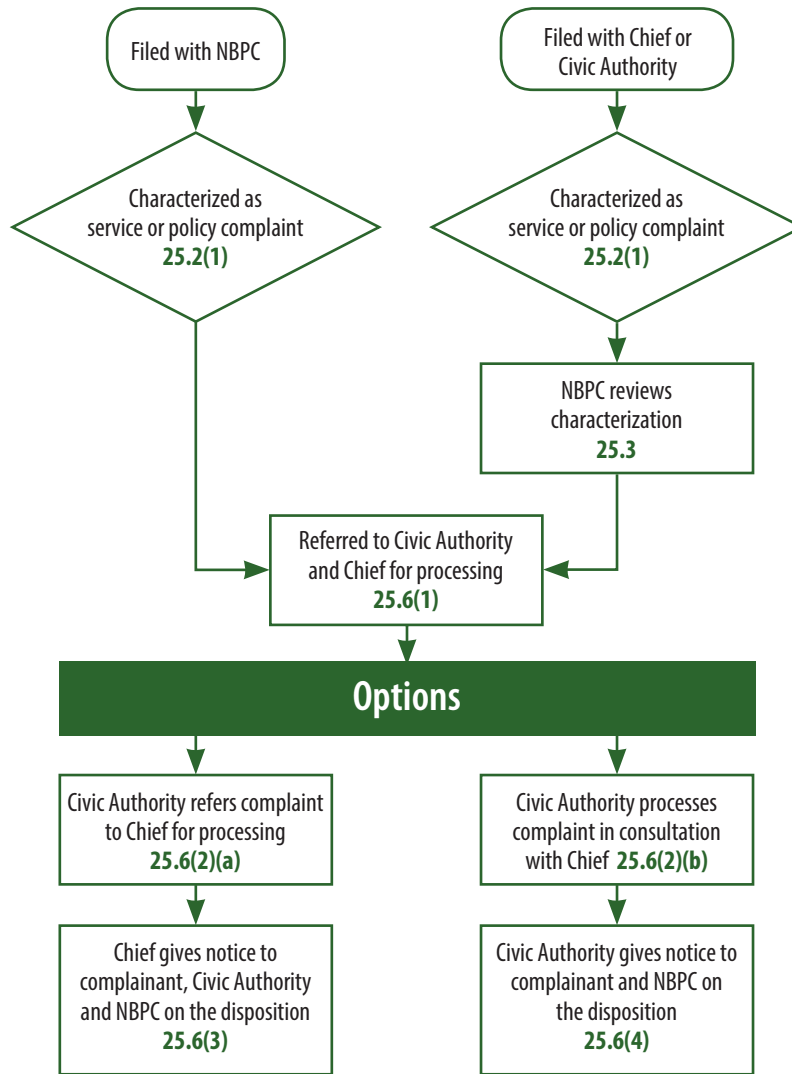 Filed with NBPC
Filed with Chief or
Civic Authority
Characterized as
service or policy complaint
25.2(1)
Characterized as
service or policy complaint
25.2(1)
NBPC reviews
characterization
25.3
Referred to Civic Authority
and Chief for processing
25.6(1)
Options
Civic Authority refers complaint
to Chief for processing
25.6(2)(a)
Civic Authority processes
complaint in consultation
with Chief 25.6(2)(b)
Chief gives notice to
complainant, Civic Authority
and NBPC on the disposition
25.6(3)
Civic Authority gives notice to
complainant and NBPC on
the disposition
25.6(4)